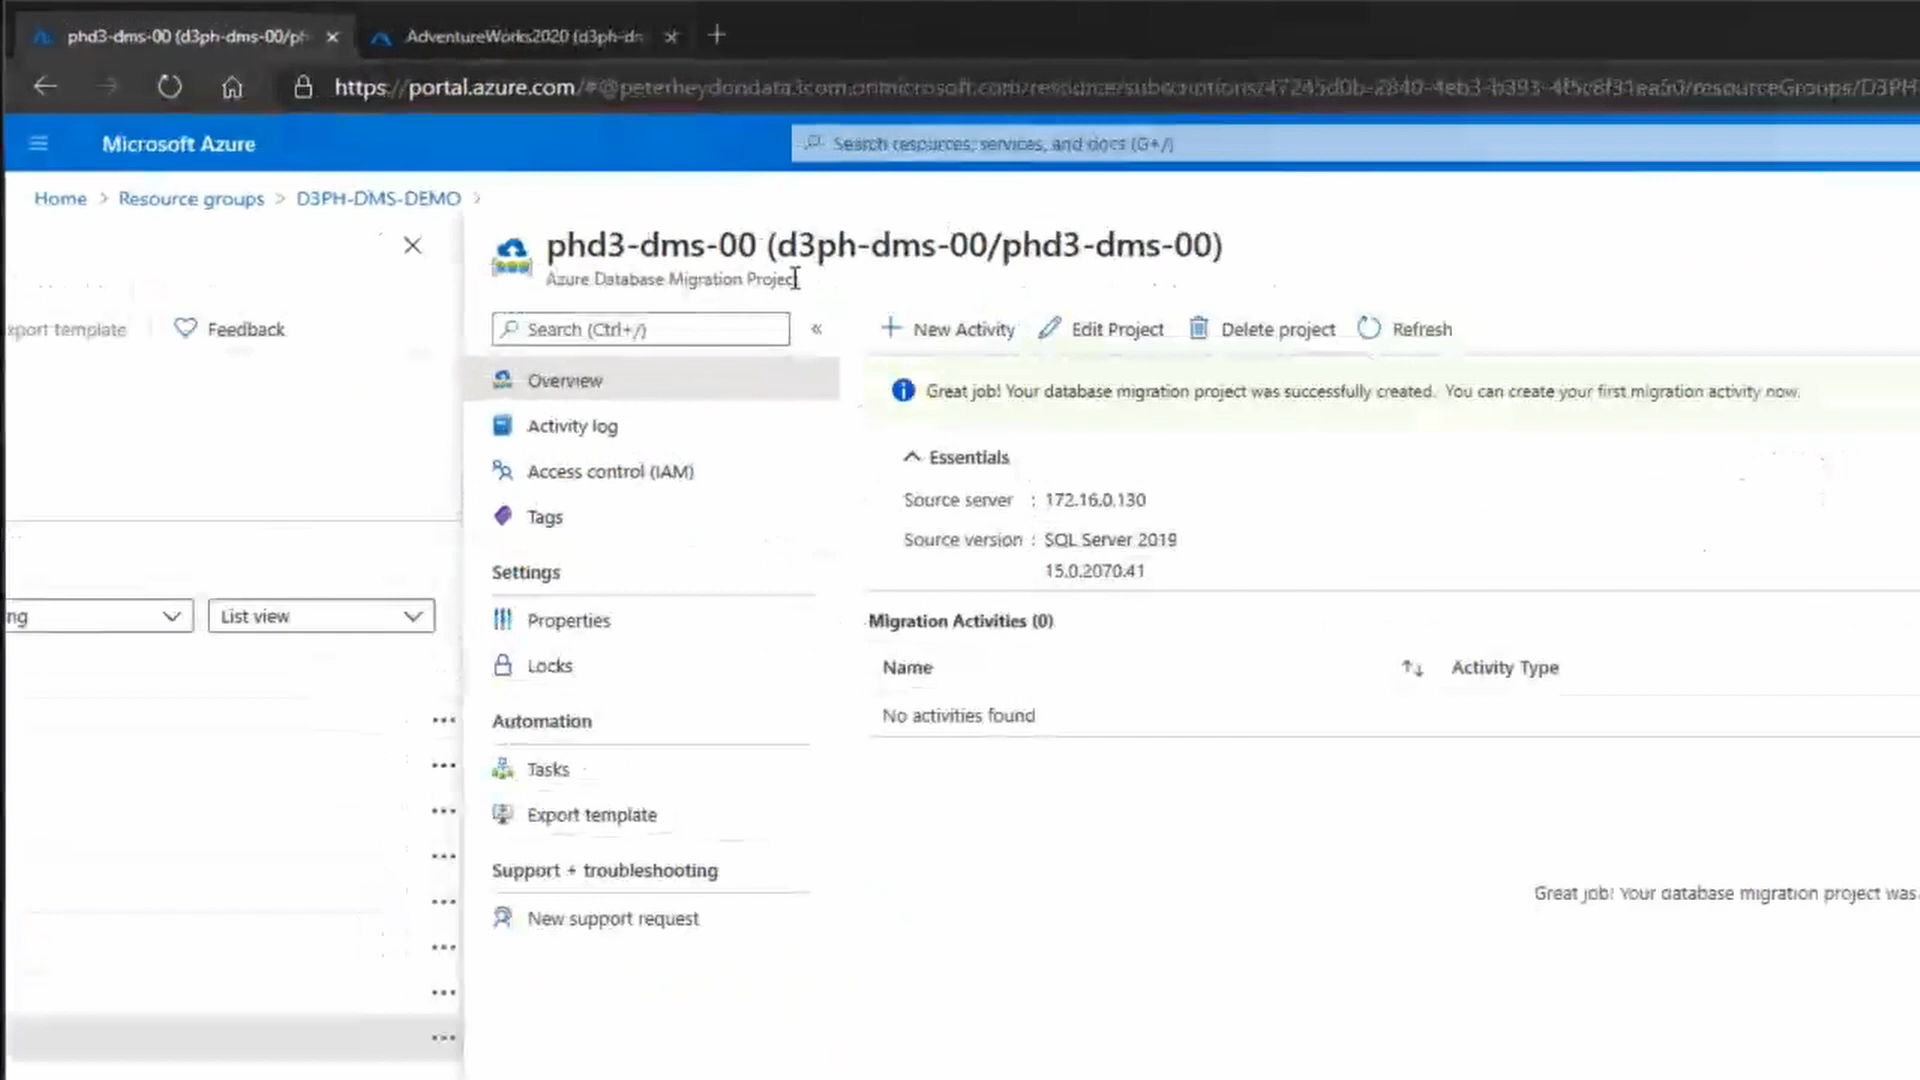 phd3-dms-00 (d3ph-dms-00/ph
AdventureWorks2020 (d3ph-dm
https://portal.azure.com/#@peterheydondata3com.onmicrosoft.com/resource/subscriptions/
Microsoft Azure
Search resources, services, and docs (G+/)
Home > Resource groups > D3PH-DMS-DEMO >
phd3-dms-00 (d3ph-dms-00/phd3-dms-00)
Azure Database Migration Project
xport template
Feedback
Search (Ctrl+/)
«
New Activity
Edit Project
Delete project
Refresh
Overview
Great job! Your database migration project was successfully created. You can create your first migration activity now.
Activity log
Essentials
Access control (IAM)
Source server : 172.16.0.130
Tags
Source version : SQL Server 2019
15.0.2070.41
Settings
ng
List view
Properties
Migration Activities (0)
Locks
Name
Activity Type
Automation
No activities found
Tasks
Export template
Support + troubleshooting
Great job! Your database migration project was
New support request